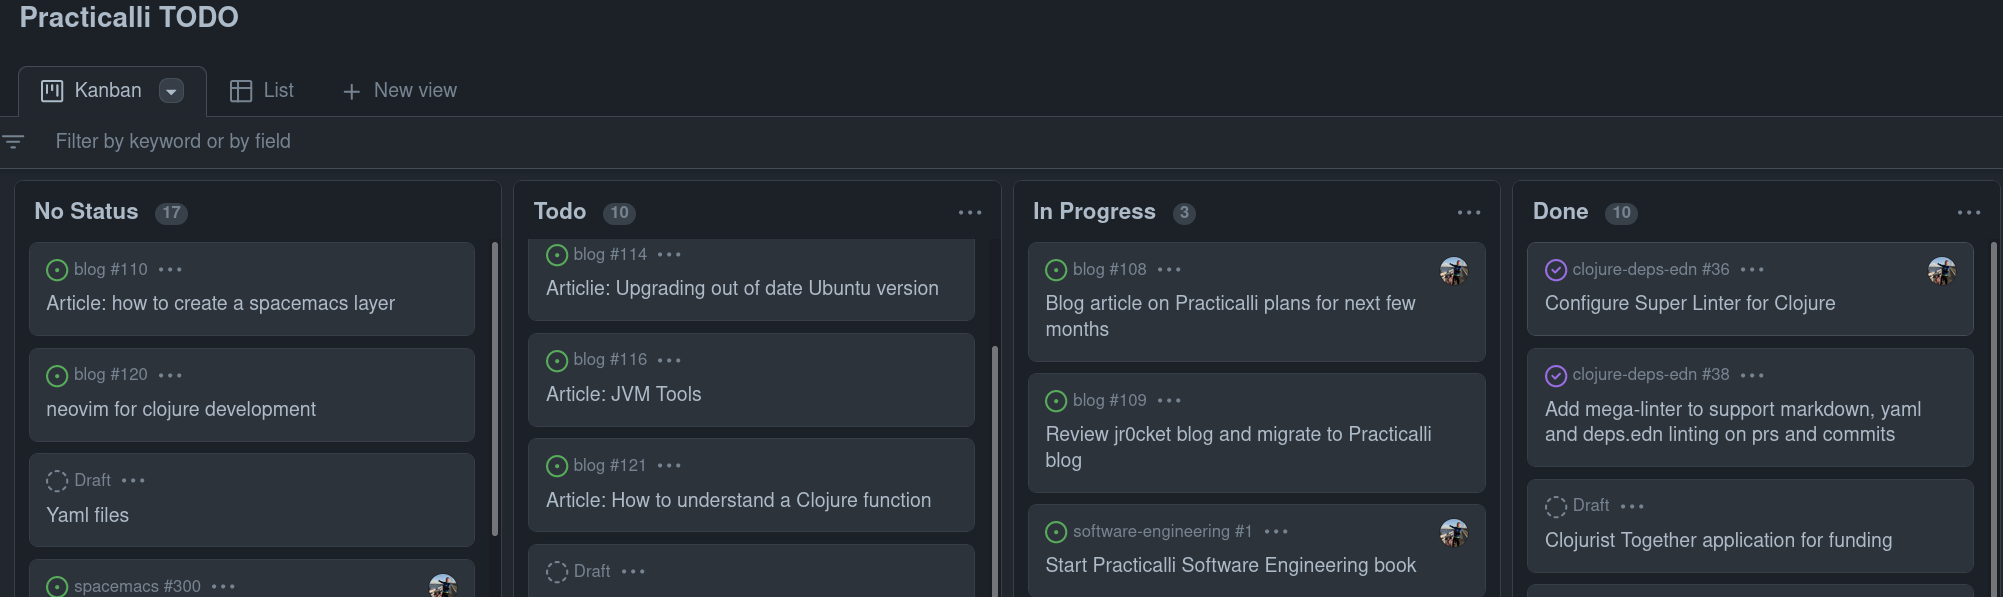 Practicalli TODO
Kanban
List
New view
Filter by keyword or by field
No Status 17
blog #110
Article: how to create a spacemacs layer
blog #120
neovim for clojure development
Draft
Yaml files
spacemacs #300
Todo 10
blog #114
Articlie: Upgrading out of date Ubuntu version
blog #116
Article: JVM Tools
blog #121
Article: How to understand a Clojure function
Draft
In Progress 3
blog #108
Blog article on Practicalli plans for next few
months
blog #109
Review jr0cket blog and migrate to Practicalli
blog
software-engineering #1
Start Practicalli Software Engineering book
Done 10
clojure-deps-edn #36
Configure Super Linter for Clojure
clojure-deps-edn #38
Add mega-linter to support markdown, yaml
and deps.edn linting on prs and commits
Draft
Clojurist Together application for funding